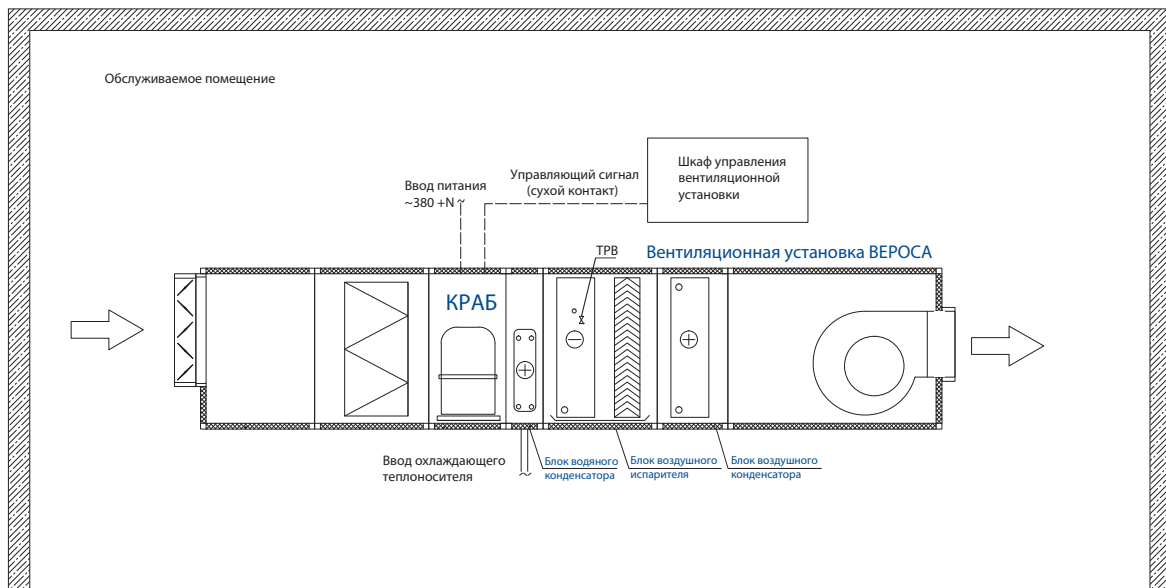 Обслуживаемое помещение
Шкаф управления
вентиляционной
установки
Управляющий сигнал
(сухой контакт)
Ввод питания
~380 +N ~
ТРВ
Вентиляционная установка ВЕРОСА
КРАБ
Ввод охлаждающего
теплоносителя
Блок водяного
конденсатора
Блок воздушного
испарителя
Блок воздушного
конденсатора